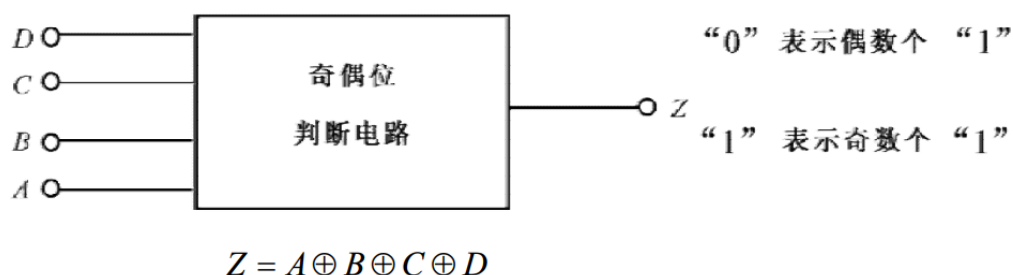 D
C
B
A
奇偶位
判断电路
Z
“0” 表示偶数个 “1”
“1” 表示奇数个 “1”
Z = A⊕B⊕C⊕D